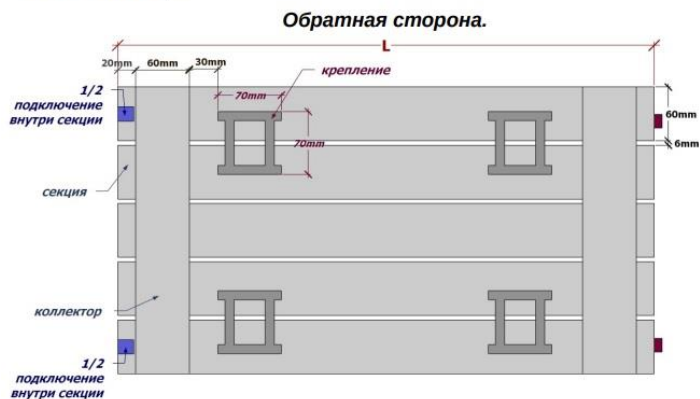 Обратная сторона.
L
20mm 60mm 30mm
крепление
1/2
подключение
внутри секции
70mm
60mm
70mm
6mm
секция
коллектор
1/2
подключение
внутри секции